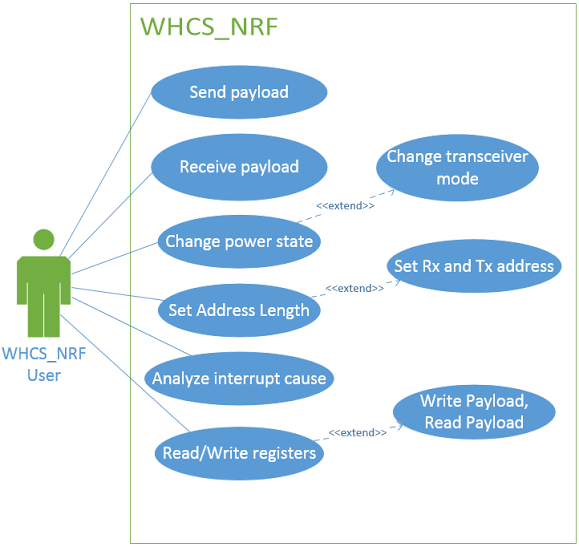 WHCS_NRF
Send payload
Receive payload
Change transceiver
mode
<<extend>>
Change power state
Set Rx and Tx address
<<extend>>
Set Address Length
WHCS_NRF
User
Analyze interrupt cause
Write Payload,
Read Payload
<<extend>>
Read/Write registers